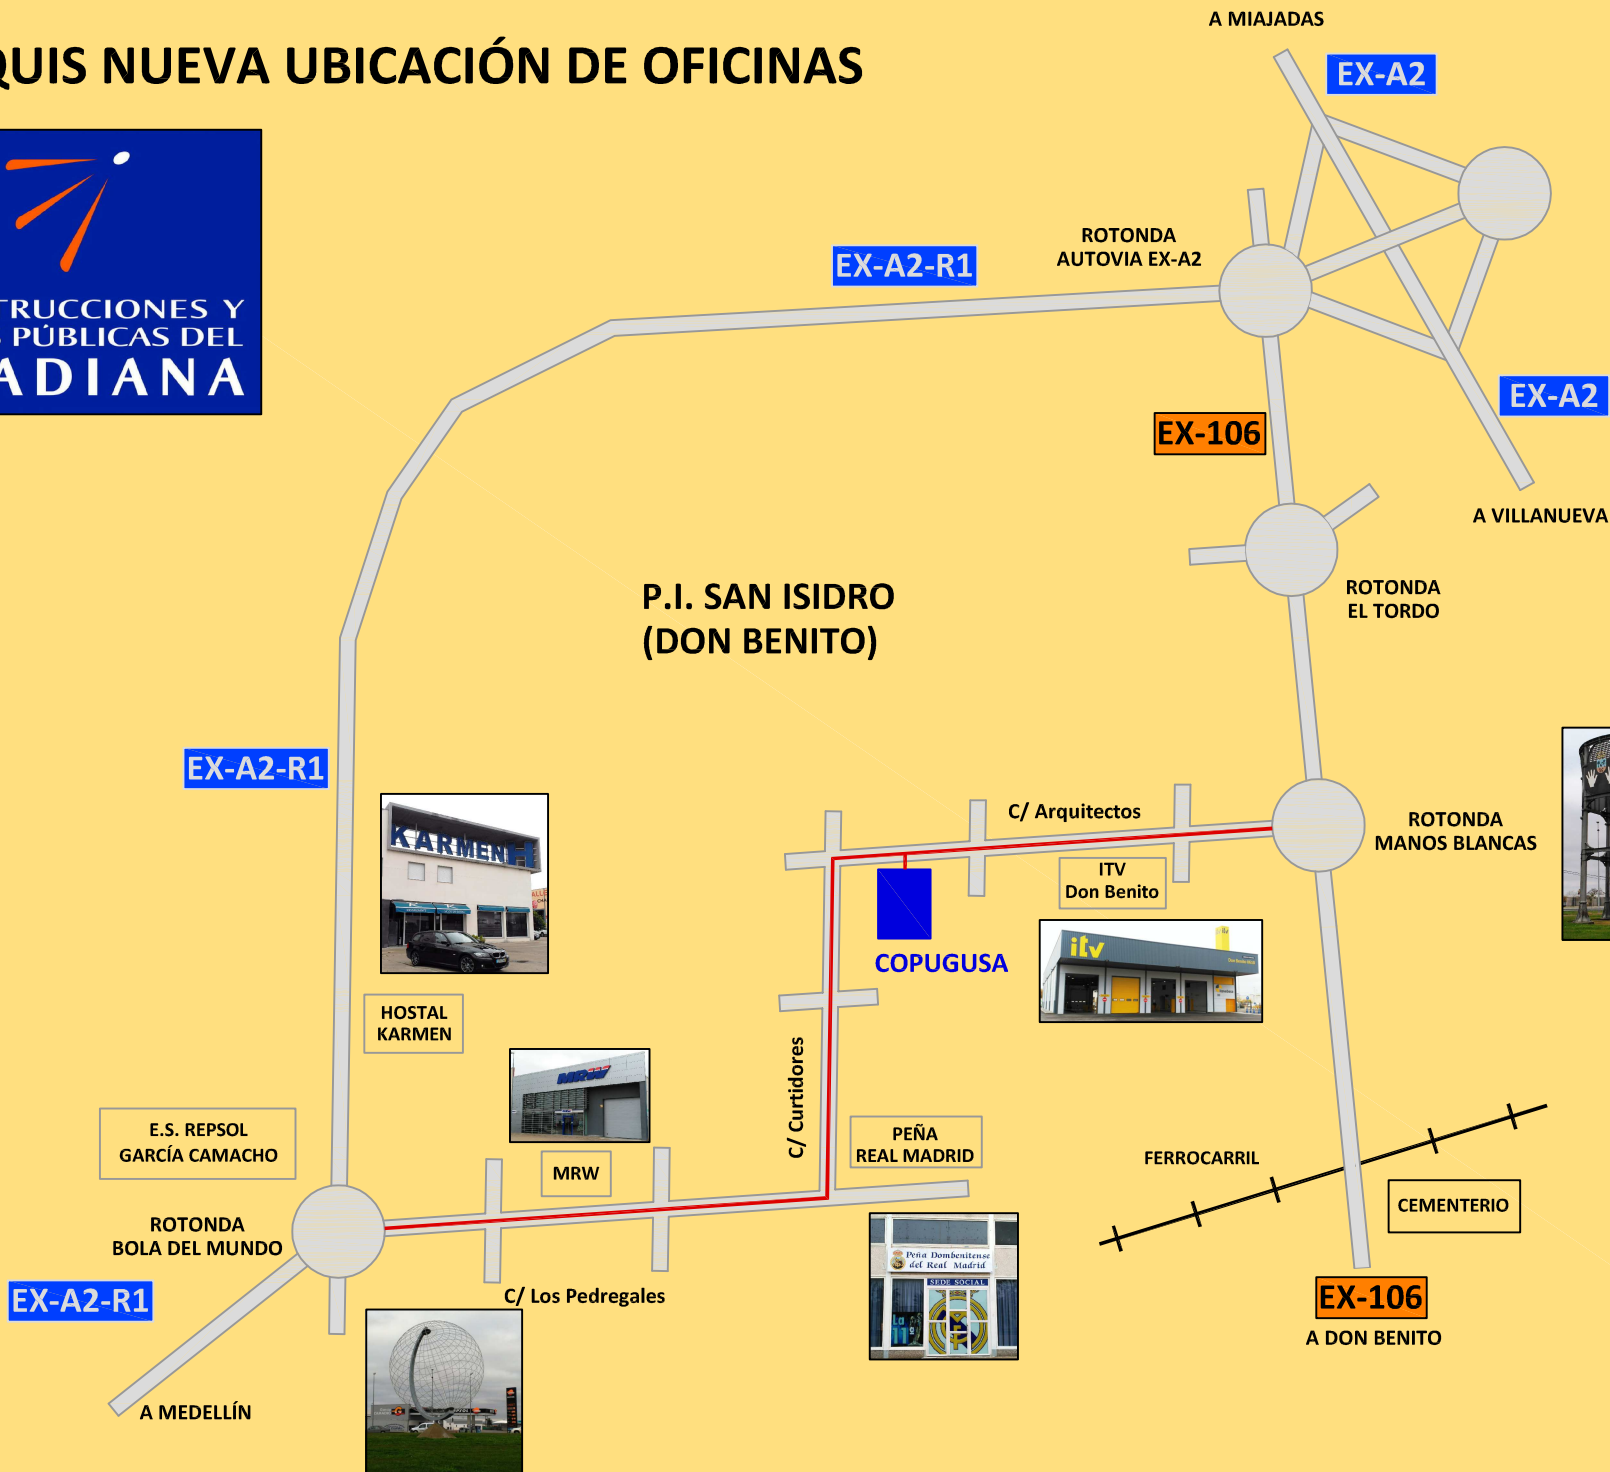 A MIAJADAS
QUIS NUEVA UBICACIÓN DE OFICINAS
EX-A2
TRUCCIONES Y
PÚBLICAS DEL
ADIANA
ROTONDA
AUTOVIA EX-A2
EX-A2-R1
EX-A2
EX-106
A VILLANUEVA
P.I. SAN ISIDRO
(DON BENITO)
ROTONDA
EL TORDO
EX-A2-R1
KARMEN H
C/ Arquitectos
ROTONDA
MANOS BLANCAS
ITV
Don Benito
itv
COPUGUSA
HOSTAL
KARMEN
MRW
C/ Curtidores
E.S. REPSOL
GARCÍA CAMACHO
MRW
PEÑA
REAL MADRID
FERROCARRIL
CEMENTERIO
ROTONDA
BOLA DEL MUNDO
Peña Dombenitense
del Real Madrid
SEDE SOCIAL
La
11ª
EX-A2-R1
C/ Los Pedregales
EX-106
A DON BENITO
A MEDELLÍN